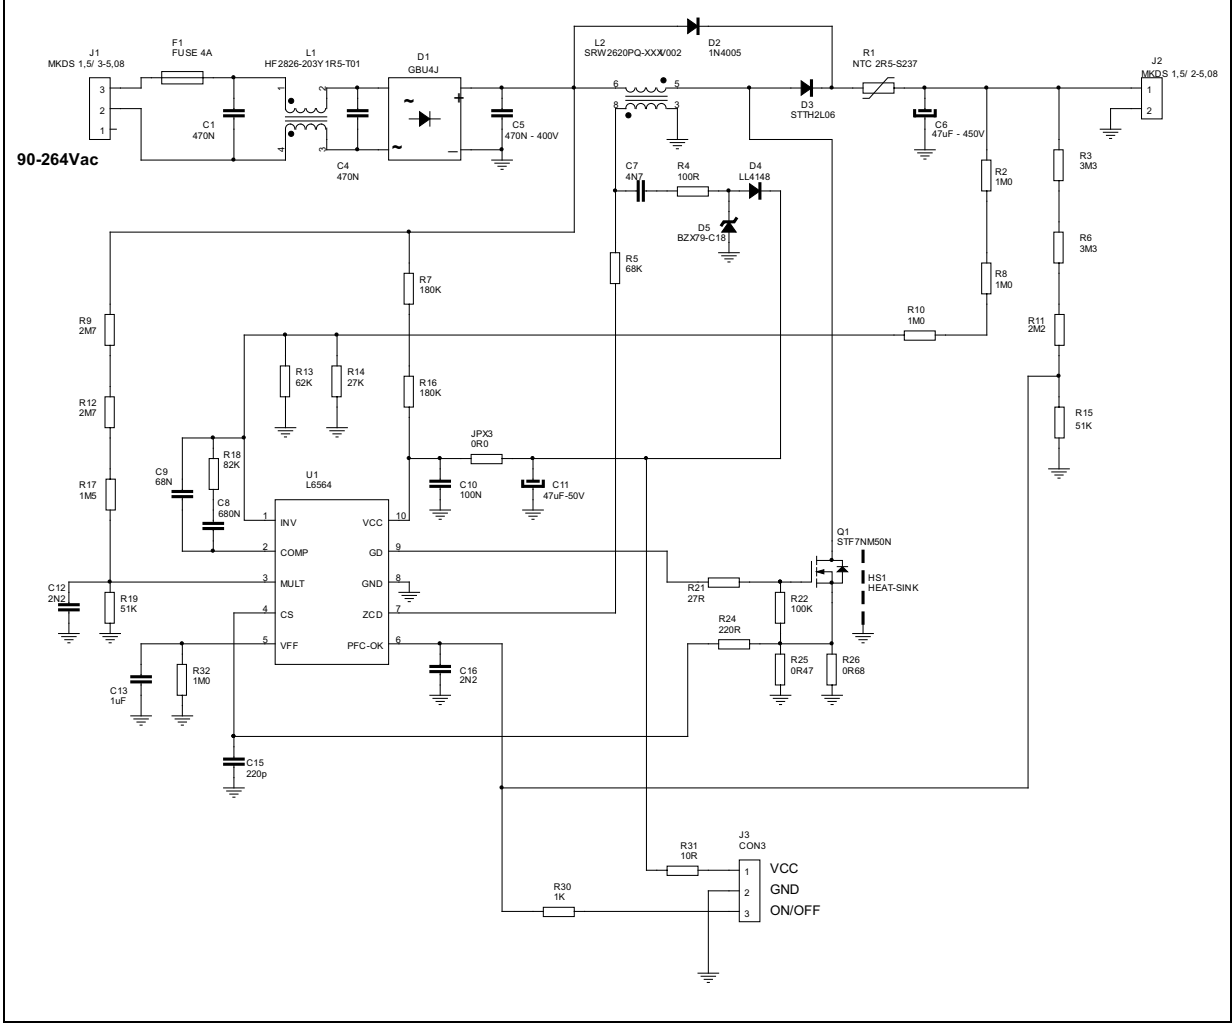 J1
MKDS 1,5/ 3-5,08
3
2
1
90-264Vac
F1
FUSE 4A
C1
470N
L1
HF2826-203Y1R5-T01
1
2
4
3
C4
470N
D1
GBU4J
~
+
~
–
C5
470N - 400V
L2
SRW2620PQ-XXXV002
6
5
8
3
D2
1N4005
D3
STTH2L06
R1
NTC 2R5-S237
C6
47uF - 450V
J2
MKDS 1,5/ 2-5,08
1
2
C7
4N7
R4
100R
D4
LL4148
D5
BZX79-C18
R5
68K
R2
1M0
R3
3M3
R6
3M3
R8
1M0
R7
180K
R10
1M0
R11
2M2
R9
2M7
R13
62K
R14
27K
R16
180K
R12
2M7
R15
51K
JPX3
0R0
C9
68N
R18
82K
C8
680N
R17
1M5
C10
100N
C11
47uF-50V
U1
L6564
1
INV
VCC
10
2
COMP
GD
9
3
MULT
GND
8
4
CS
ZCD
7
5
VFF
PFC-OK
6
C12
2N2
R19
51K
C13
1uF
R32
1M0
C16
2N2
C15
220p
Q1
STF7NM50N
HS1
HEAT-SINK
R21
27R
R22
100K
R24
220R
R25
0R47
R26
0R68
J3
CON3
R31
10R
1
VCC
2
GND
R30
1K
3
ON/OFF